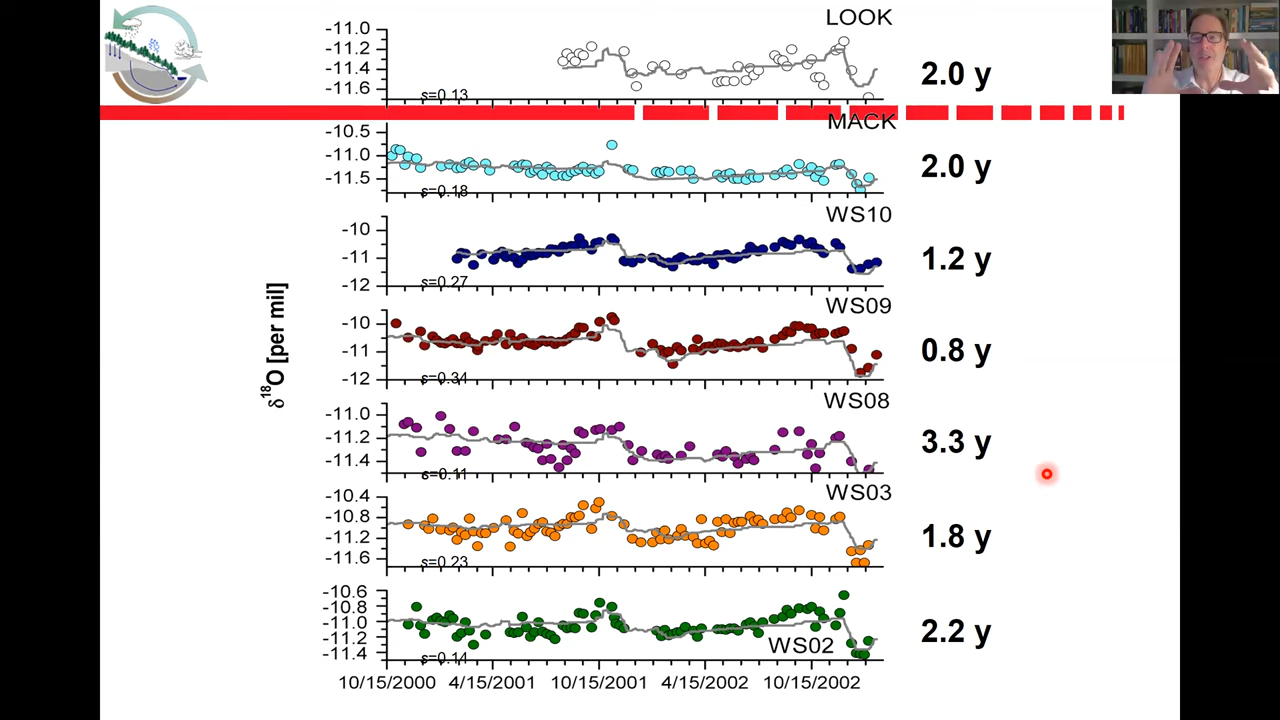 LOOK
-11.0
-11.2
-11.4
-11.6
s=0.13
2.0 y
MACK
-10.5
-11.0
-11.5
s=0.18
2.0 y
WS10
-10
-11
-12
s=0.27
1.2 y
WS09
-10
-11
-12
s=0.34
0.8 y
δ18O [per mil]
WS08
-11.0
-11.2
-11.4
s=0.11
3.3 y
WS03
-10.4
-10.8
-11.2
-11.6
s=0.23
1.8 y
-10.6
-10.8
-11.0
-11.2
-11.4
s=0.14
WS02
2.2 y
10/15/2000 4/15/2001 10/15/2001 4/15/2002 10/15/2002